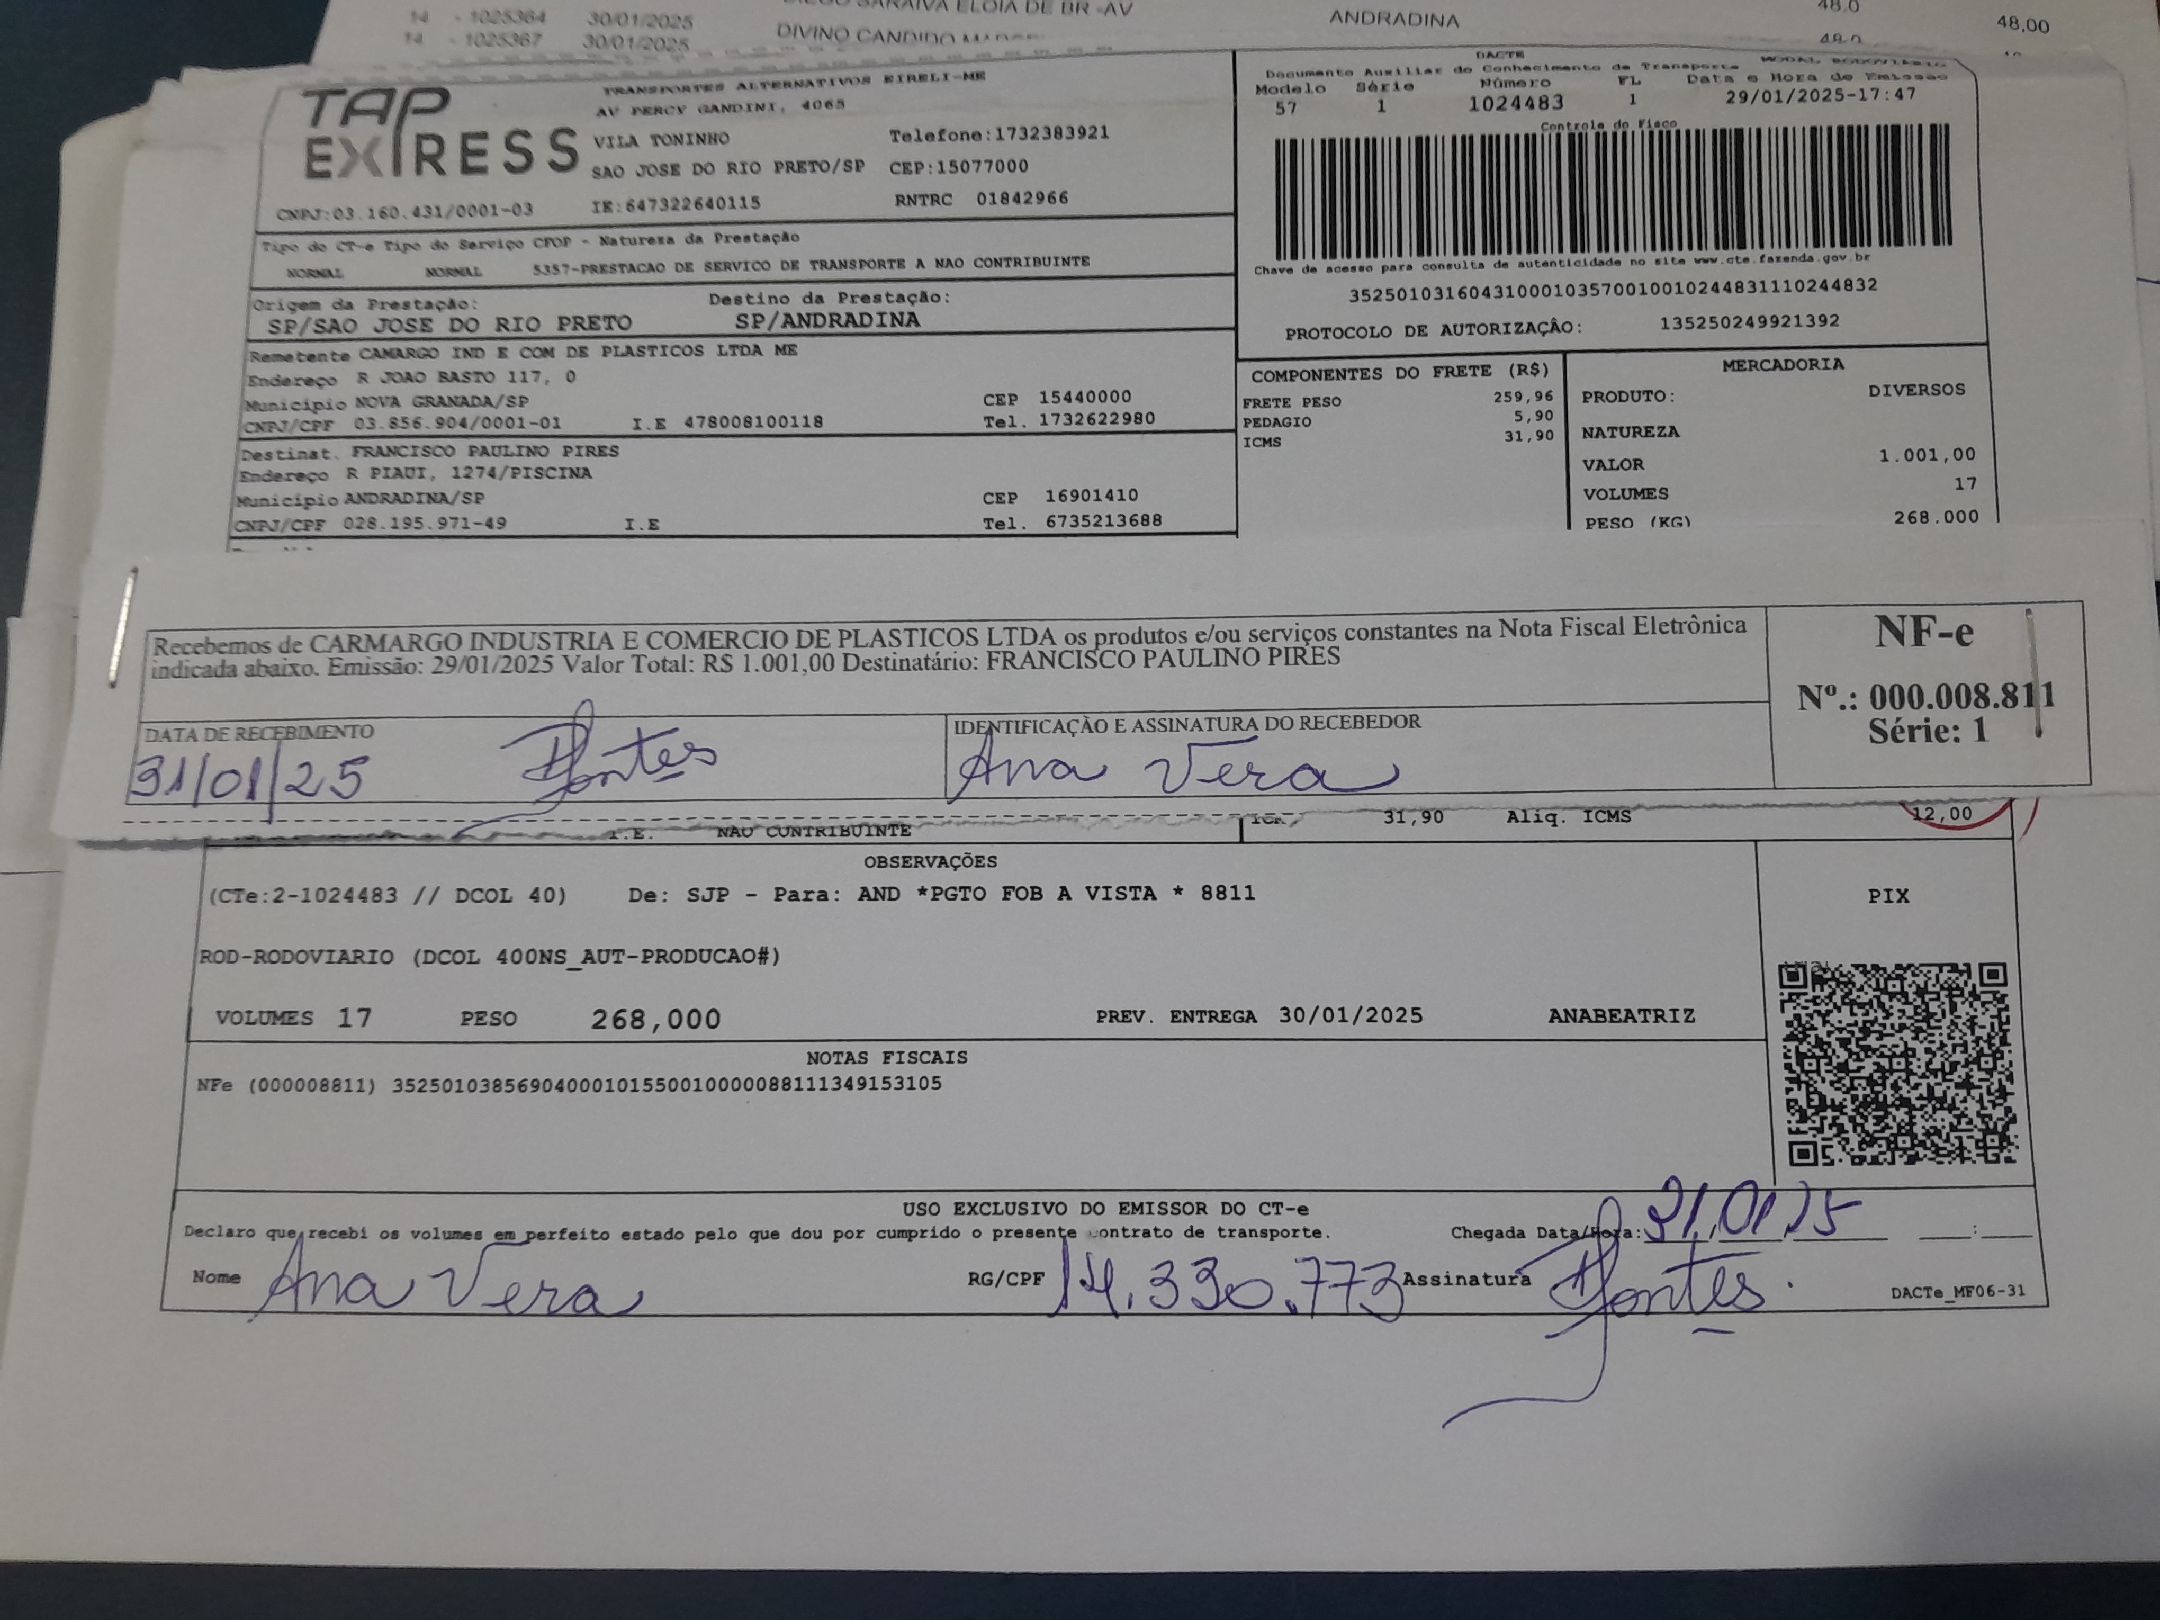 14 - 1025364 30/01/2025 ELOIA DE BR -AV ANDRADINA 48,0 48,00
14 - 1025367 30/01/2025 DIVINO CANDIDO
TAP EXPRESS
TRANSPORTES ALTERNATIVOS EIRELI-ME
AV PERCY GANDINI, 4065
VILA TONINHO Telefone:1732383921
SAO JOSE DO RIO PRETO/SP CEP:15077000
CNPJ:03.160.431/0001-03 IE:647322640115 RNTRC 01842966
DACTE
Documento Auxiliar do Conhecimento de Transporte MODAL RODOVIARIO
Modelo Série Número FL Data e Hora de Emissao
57 1 1024483 1 29/01/2025-17:47
Controle do Fisco
Chave de acesso para consulta de autenticidade no site www.cte.fazenda.gov.br
35250103160431000103570010010244831110244832
PROTOCOLO DE AUTORIZAÇÂO: 135250249921392
Tipo do CT-e Tipo do Serviço CFOP - Natureza da Prestação
NORMAL NORMAL 5357-PRESTACAO DE SERVICO DE TRANSPORTE A NAO CONTRIBUINTE
Origem da Prestação: Destino da Prestação:
SP/SAO JOSE DO RIO PRETO SP/ANDRADINA
Remetente CAMARGO IND E COM DE PLASTICOS LTDA ME
Endereço R JOAO BASTO 117, 0
Município NOVA GRANADA/SP CEP 15440000
CNPJ/CPF 03.856.904/0001-01 I.E 478008100118 Tel. 1732622980
Destinat. FRANCISCO PAULINO PIRES
Endereço R PIAUI, 1274/PISCINA
Município ANDRADINA/SP CEP 16901410
CNPJ/CPF 028.195.971-49 I.E Tel. 6735213688
COMPONENTES DO FRETE (R$)
FRETE PESO 259,96
PEDAGIO 5,90
ICMS 31,90
MERCADORIA
PRODUTO: DIVERSOS
NATUREZA
VALOR 1.001,00
VOLUMES 17
PESO (KG) 268.000
Recebemos de CARMARGO INDUSTRIA E COMERCIO DE PLASTICOS LTDA os produtos e/ou serviços constantes na Nota Fiscal Eletrônica
indicada abaixo. Emissão: 29/01/2025 Valor Total: R$ 1.001,00 Destinatário: FRANCISCO PAULINO PIRES
NF-e
Nº.: 000.008.811
Série: 1
DATA DE RECEBIMENTO IDENTIFICAÇÃO E ASSINATURA DO RECEBEDOR
31/01/25 Pontes Ana Vera
I.E. NAO CONTRIBUINTE 31,90 Aliq. ICMS 12,00
OBSERVAÇÕES
(CTe:2-1024483 // DCOL 40) De: SJP - Para: AND *PGTO FOB A VISTA * 8811
PIX
ROD-RODOVIARIO (DCOL 400NS_AUT-PRODUCAO#)
VOLUMES 17 PESO 268,000 PREV. ENTREGA 30/01/2025 ANABEATRIZ
NOTAS FISCAIS
NFe (000008811) 35250103856904000101550010000088111349153105
USO EXCLUSIVO DO EMISSOR DO CT-e
Declaro que recebi os volumes em perfeito estado pelo que dou por cumprido o presente contrato de transporte. Chegada Data/Hora: 31/01/25
Nome Ana Vera RG/CPF 14.330.773 Assinatura Pontes.
DACTe_MF06-31